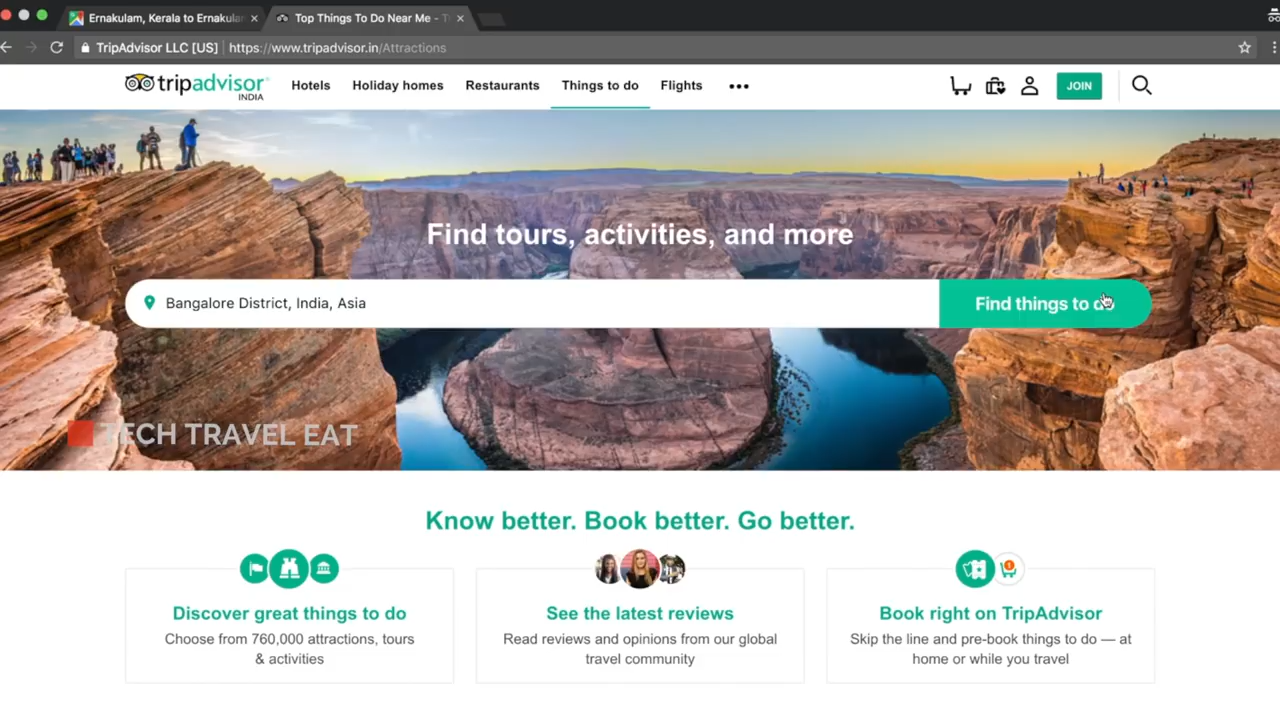 Ernakulam, Kerala to Ernakulam
Top Things To Do Near Me - T
TripAdvisor LLC [US] https://www.tripadvisor.in/Attractions
tripadvisor
INDIA
Hotels Holiday homes Restaurants Things to do Flights ••• JOIN
Find tours, activities, and more
Bangalore District, India, Asia
Find things to do
TECH TRAVEL EAT
Know better. Book better. Go better.
Discover great things to do
Choose from 760,000 attractions, tours
& activities
See the latest reviews
Read reviews and opinions from our global
travel community
1
Book right on TripAdvisor
Skip the line and pre-book things to do — at
home or while you travel